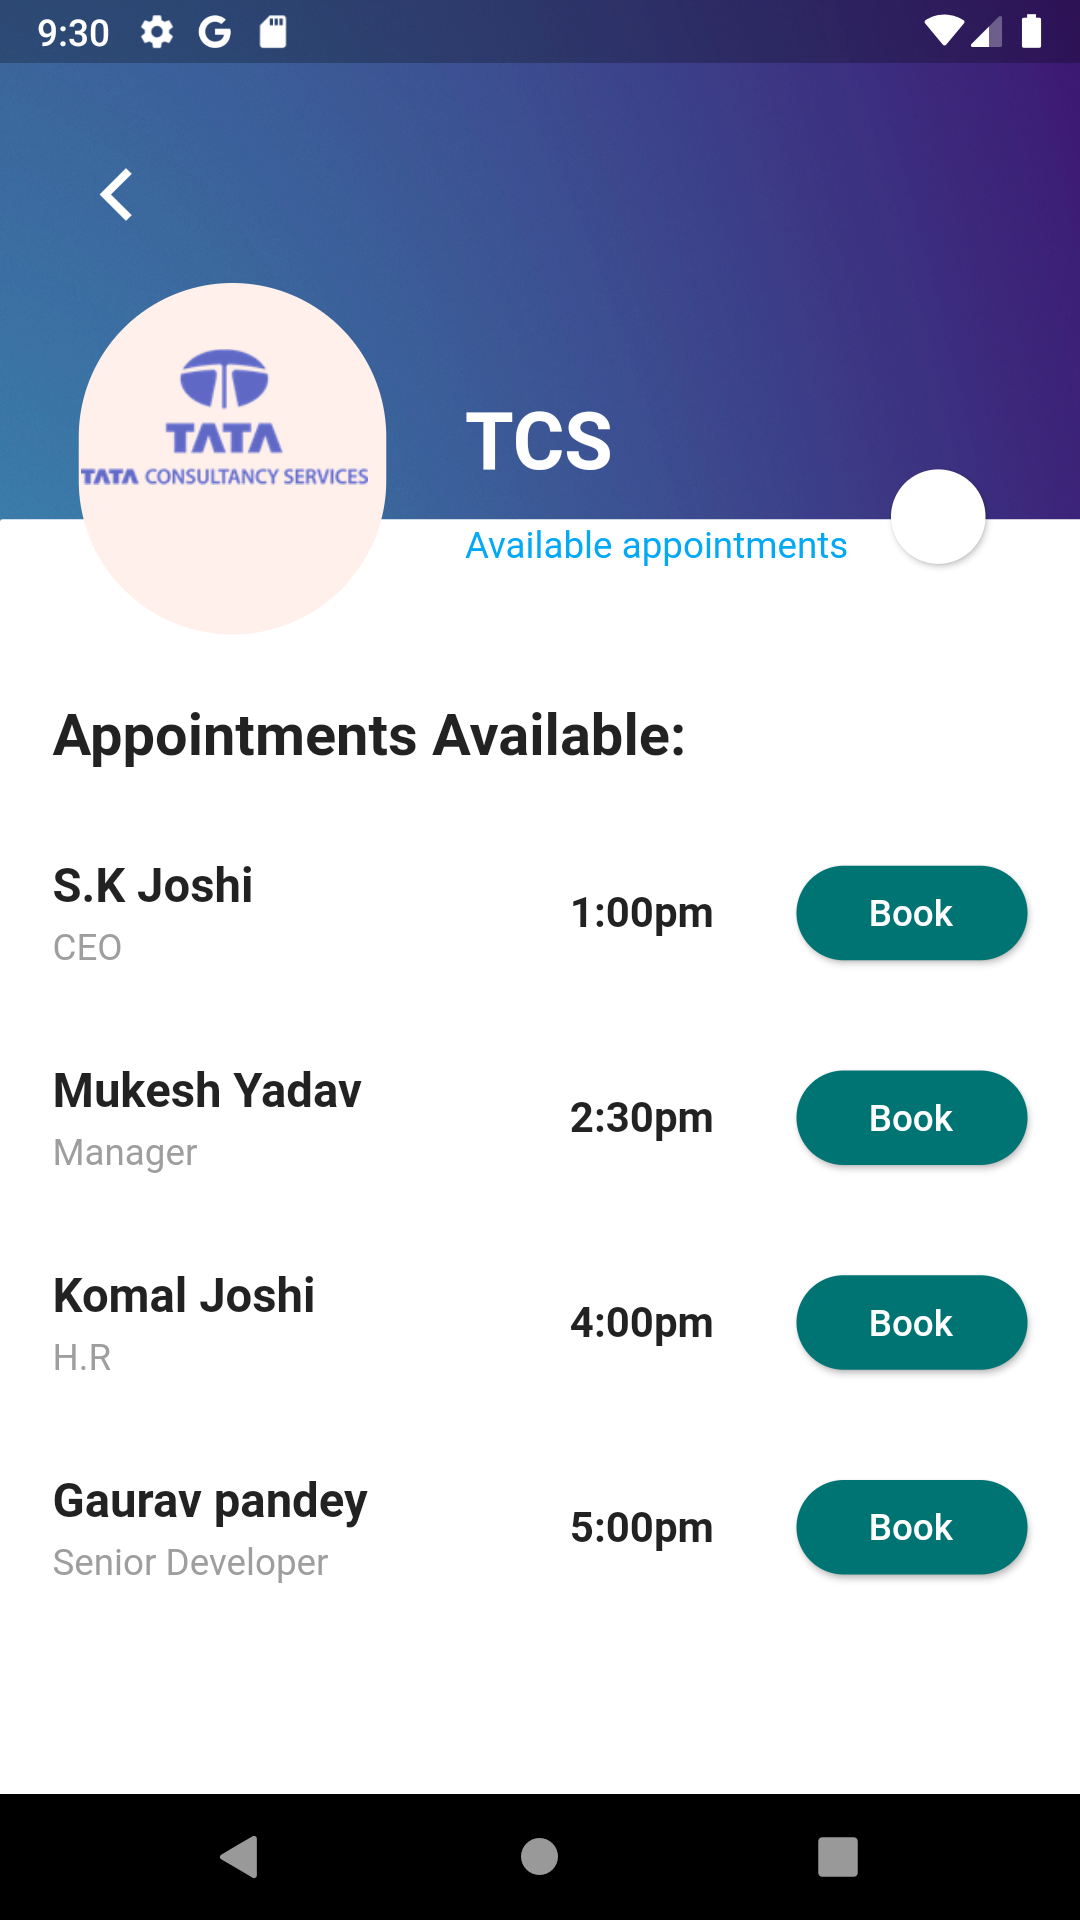 9:30
TATA
TATA CONSULTANCY SERVICES
TCS
Available appointments
Appointments Available:
S.K Joshi
CEO
1:00pm
Book
Mukesh Yadav
Manager
2:30pm
Book
Komal Joshi
H.R
4:00pm
Book
Gaurav pandey
Senior Developer
5:00pm
Book